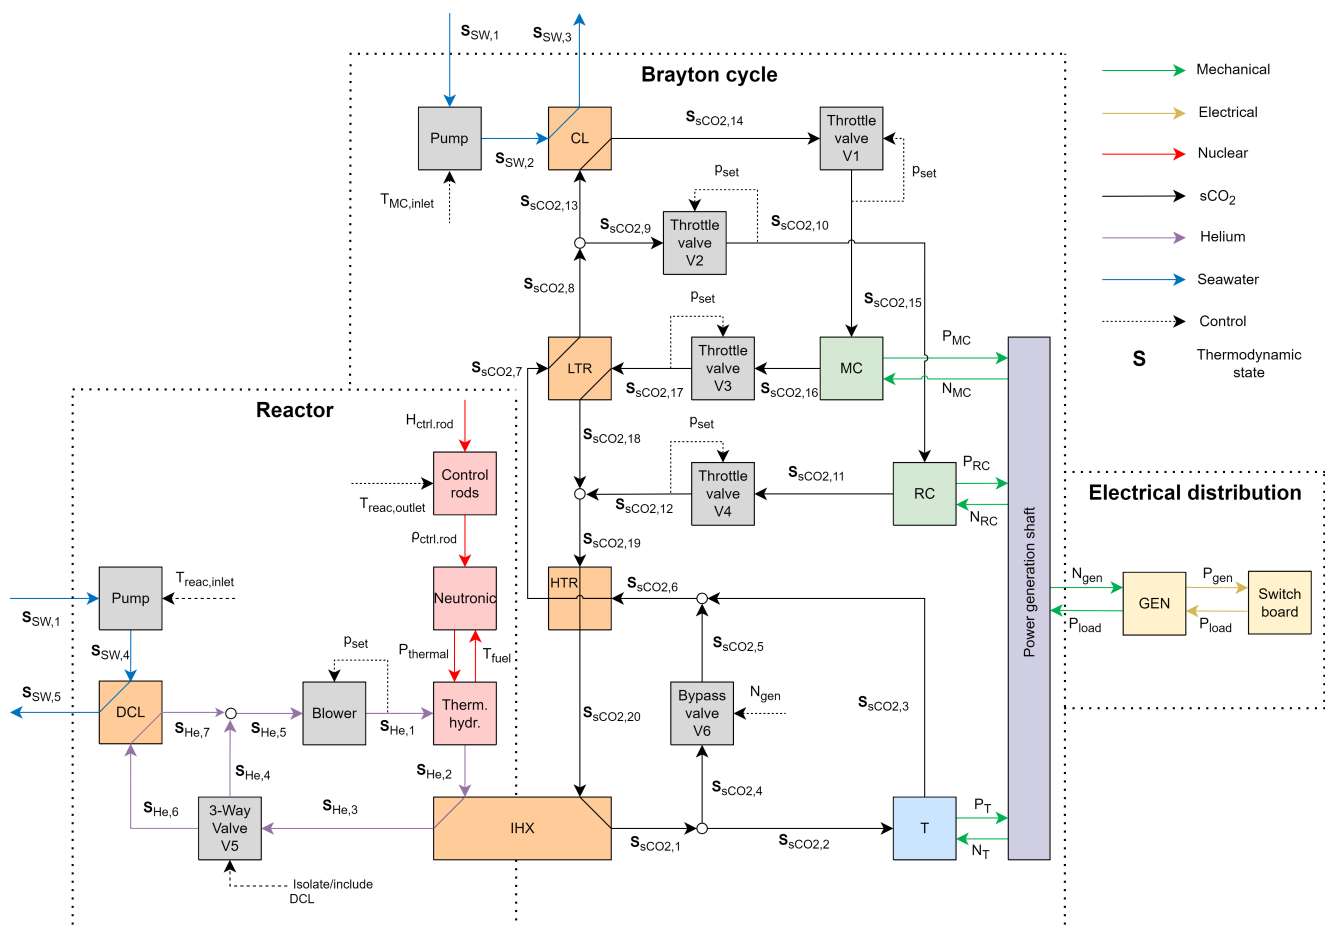 S_SW,1
S_SW,3
Brayton cycle
Mechanical
Electrical
Nuclear
sCO₂
Helium
Seawater
Control
S
Thermodynamic
state
Pump
S_SW,2
CL
S_sCO2,14
Throttle
valve
V1
p_set
T_MC,inlet
S_sCO2,13
p_set
S_sCO2,9
Throttle
valve
V2
S_sCO2,10
S_sCO2,8
S_sCO2,15
p_set
P_MC
S_sCO2,7
LTR
S_sCO2,17
Throttle
valve
V3
S_sCO2,16
MC
N_MC
Reactor
H_ctrl.rod
S_sCO2,18
p_set
Control
rods
T_reac,outlet
S_sCO2,12
Throttle
valve
V4
S_sCO2,11
RC
P_RC
N_RC
Electrical distribution
ρ_ctrl.rod
S_sCO2,19
Power generation shaft
T_reac,inlet
Pump
S_SW,1
Neutronic
HTR
S_sCO2,6
N_gen
GEN
P_gen
Switch
board
P_load
P_load
S_SW,4
p_set
P_thermal
T_fuel
S_sCO2,5
S_SW,5
DCL
S_He,7
S_He,5
Blower
S_He,1
Therm.
hydr.
S_sCO2,20
Bypass
valve
V6
N_gen
S_sCO2,3
S_He,4
S_He,2
S_sCO2,4
S_He,6
3-Way
Valve
V5
S_He,3
IHX
S_sCO2,1
S_sCO2,2
T
P_T
N_T
Isolate/include
DCL